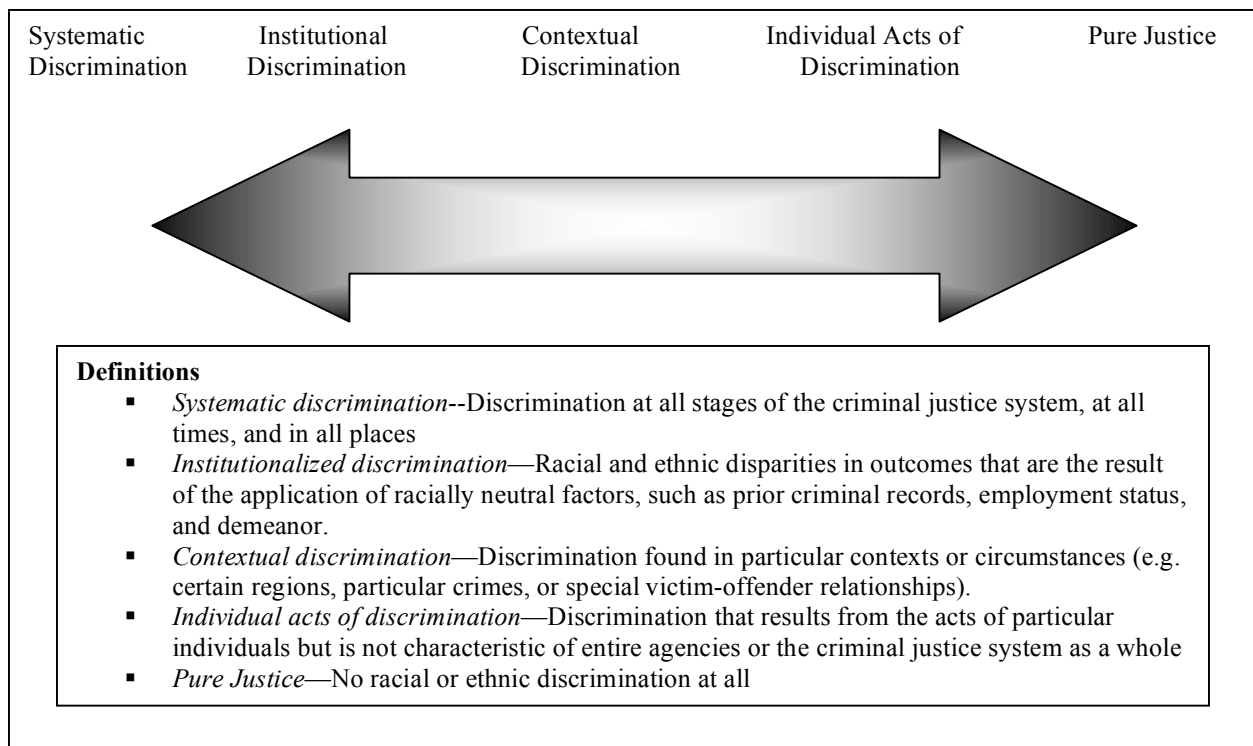 Systematic Discrimination
Institutional Discrimination
Contextual Discrimination
Individual Acts of Discrimination
Pure Justice
Definitions
▪ Systematic discrimination--Discrimination at all stages of the criminal justice system, at all
times, and in all places
▪ Institutionalized discrimination—Racial and ethnic disparities in outcomes that are the result
of the application of racially neutral factors, such as prior criminal records, employment status,
and demeanor.
▪ Contextual discrimination—Discrimination found in particular contexts or circumstances (e.g.
certain regions, particular crimes, or special victim-offender relationships).
▪ Individual acts of discrimination—Discrimination that results from the acts of particular
individuals but is not characteristic of entire agencies or the criminal justice system as a whole
▪ Pure Justice—No racial or ethnic discrimination at all